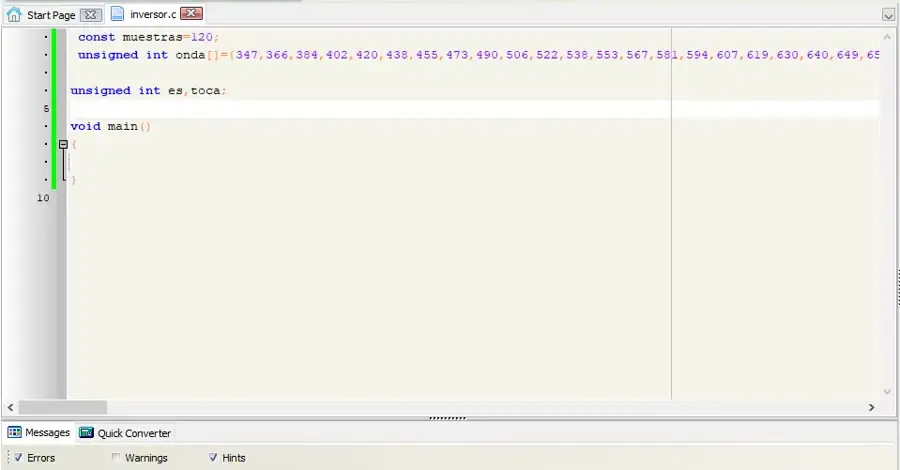 Start Page
inversor.c
const muestras=120;
unsigned int onda[]={347,366,384,402,420,438,455,473,490,506,522,538,553,567,581,594,607,619,630,640,649,65
unsigned int es,toca;
5
void main()
{
}
10
Messages
Quick Converter
Errors
Warnings
Hints